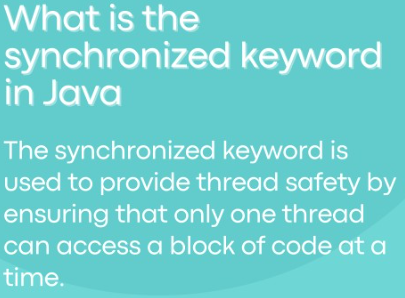 What is the
synchronized keyword
in Java
The synchronized keyword is
used to provide thread safety by
ensuring that only one thread
can access a block of code at a
time.